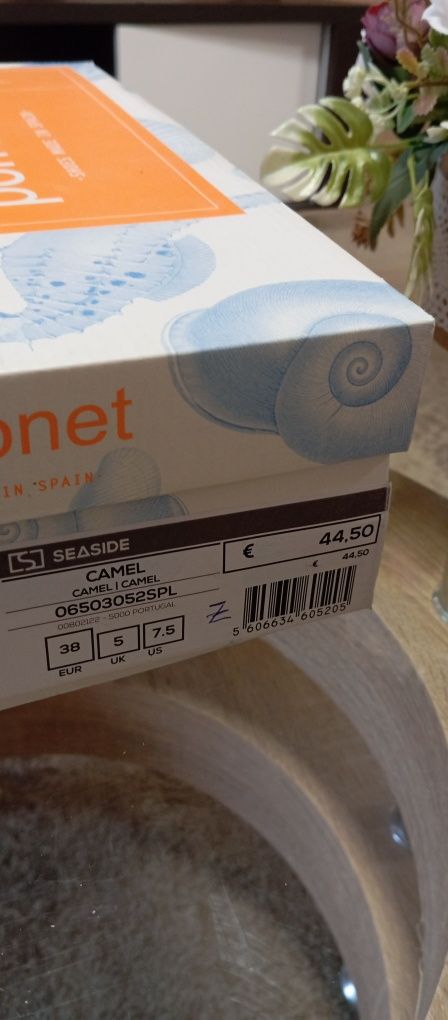 onet
IN SPAIN·
SEASIDE
CAMEL
CAMEL | CAMEL
06503052SPL
00802122 - 5000 PORTUGAL
38
5
7.5
EUR
UK
US
€ 44,50
€ 44,50
Z
5 606634 605205